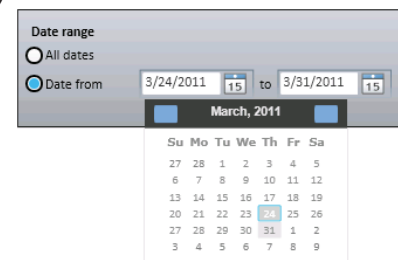 Date range
All dates
Date from 3/24/2011 15 to 3/31/2011 15
March, 2011
Su Mo Tu We Th Fr Sa
27 28 1 2 3 4 5
6 7 8 9 10 11 12
13 14 15 16 17 18 19
20 21 22 23 24 25 26
27 28 29 30 31 1 2
3 4 5 6 7 8 9